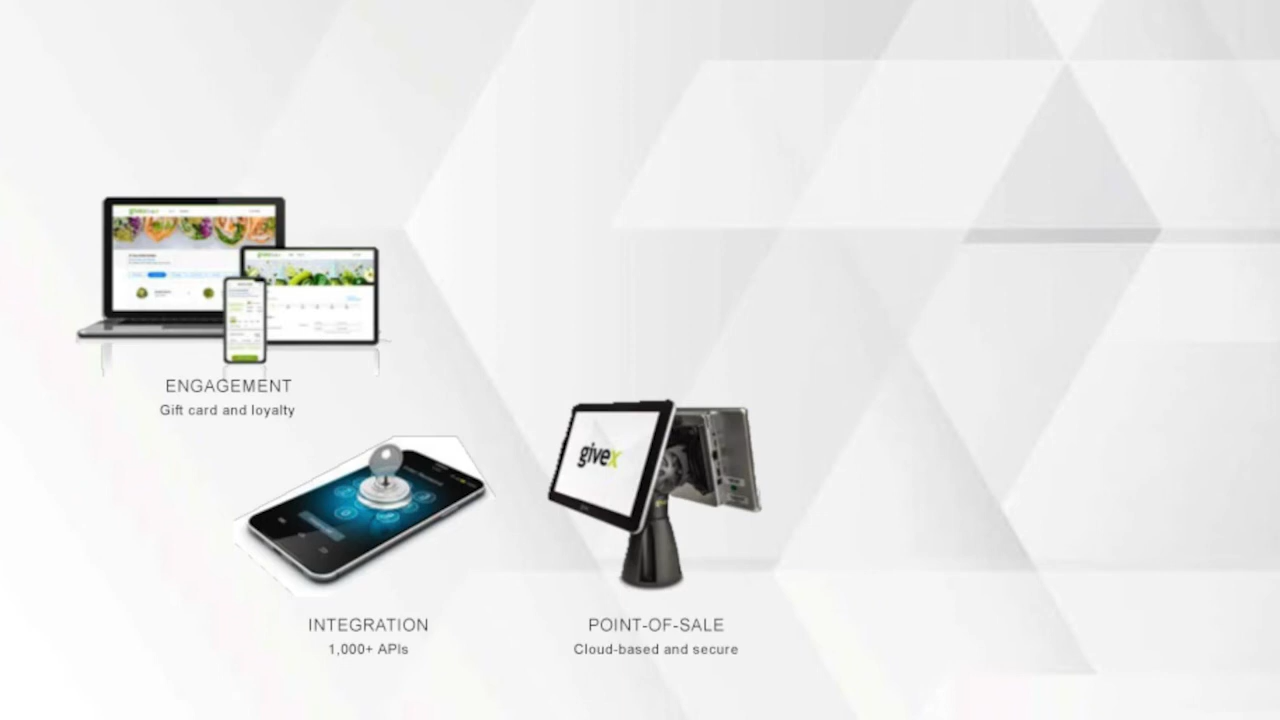 ENGAGEMENT
Gift card and loyalty
givex
INTEGRATION
1,000+ APIs
POINT-OF-SALE
Cloud-based and secure